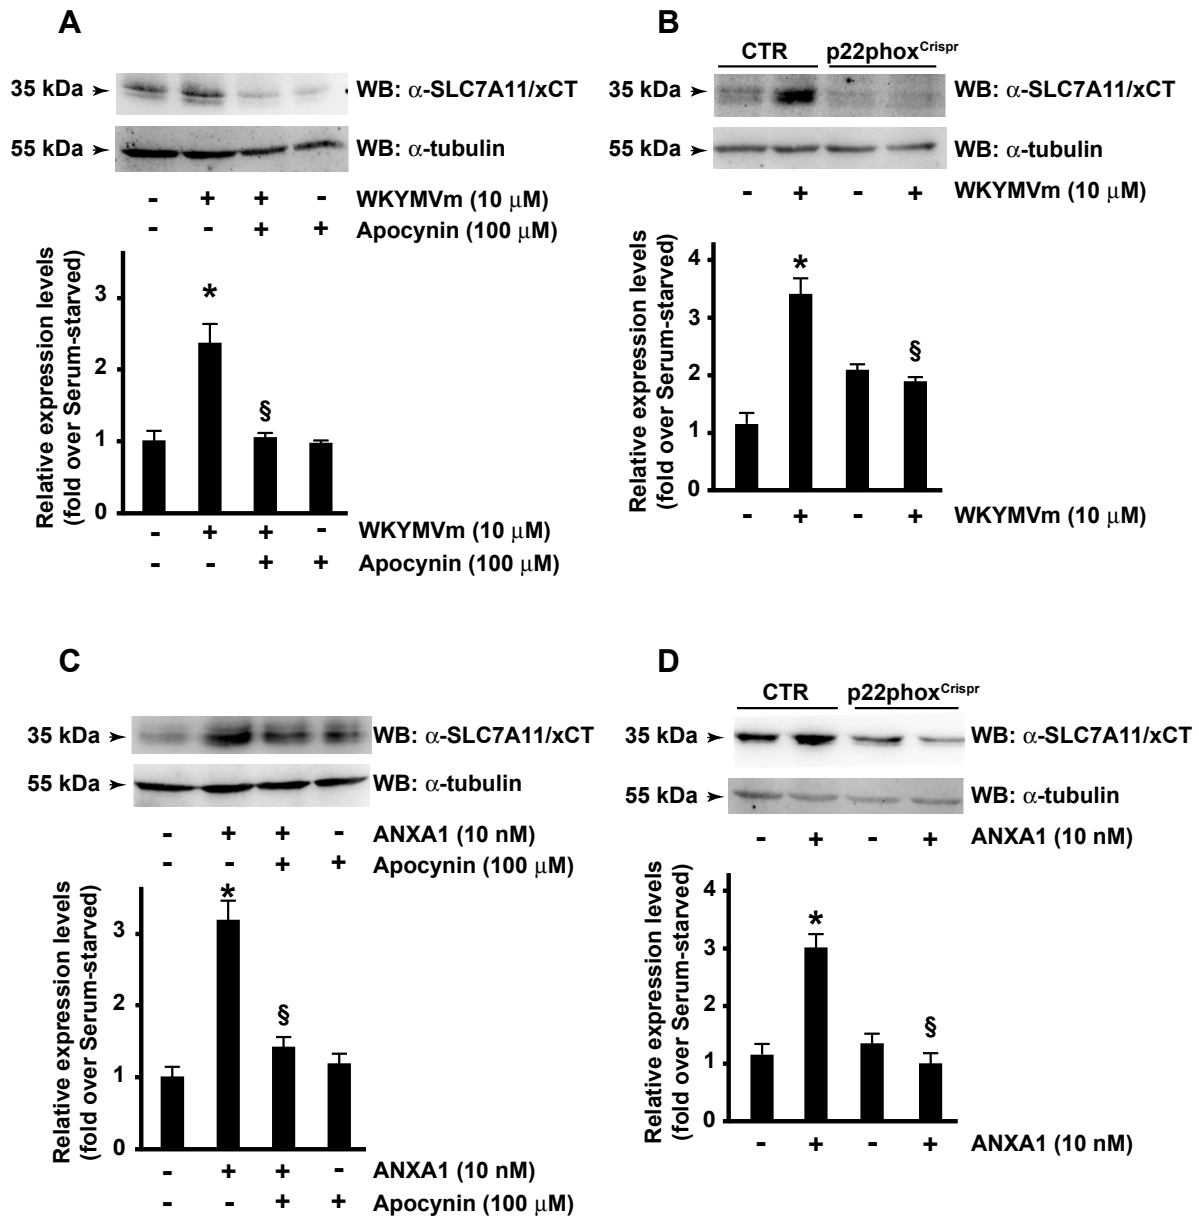 A
35 kDa
WB: α-SLC7A11/xCT
55 kDa
WB: α-tubulin
- + + - WKYMVm (10 μM)
- - + + Apocynin (100 μM)
Relative expression levels
(fold over Serum-starved)
3
2
1
0
*
§
- + + - WKYMVm (10 μM)
- - + + Apocynin (100 μM)
B
CTR p22phoxCrispr
35 kDa
WB: α-SLC7A11/xCT
55 kDa
WB: α-tubulin
- + - + WKYMVm (10 μM)
Relative expression levels
(fold over Serum-starved)
4
3
2
1
0
*
§
- + - + WKYMVm (10 μM)
C
35 kDa
WB: α-SLC7A11/xCT
55 kDa
WB: α-tubulin
- + + - ANXA1 (10 nM)
- - + + Apocynin (100 μM)
Relative expression levels
(fold over Serum-starved)
3
2
1
0
*
§
- + + - ANXA1 (10 nM)
- - + + Apocynin (100 μM)
D
CTR p22phoxCrispr
35 kDa
WB: α-SLC7A11/xCT
55 kDa
WB: α-tubulin
- + - + ANXA1 (10 nM)
Relative expression levels
(fold over Serum-starved)
4
3
2
1
0
*
§
- + - + ANXA1 (10 nM)